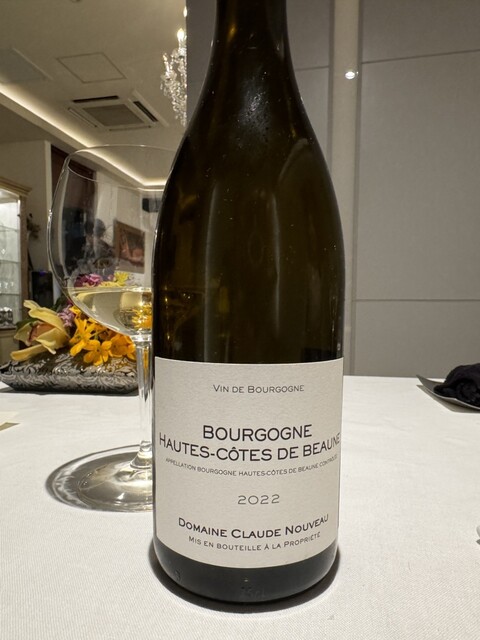 VIN DE BOURGOGNE
BOURGOGNE
HAUTES-CÔTES DE BEAUNE
APPELLATION BOURGOGNE HAUTES-CÔTES DE BEAUNE
2022
DOMAINE CLAUDE NOUVEAU
MIS EN BOUTEILLE À LA PROPRIÉTÉ